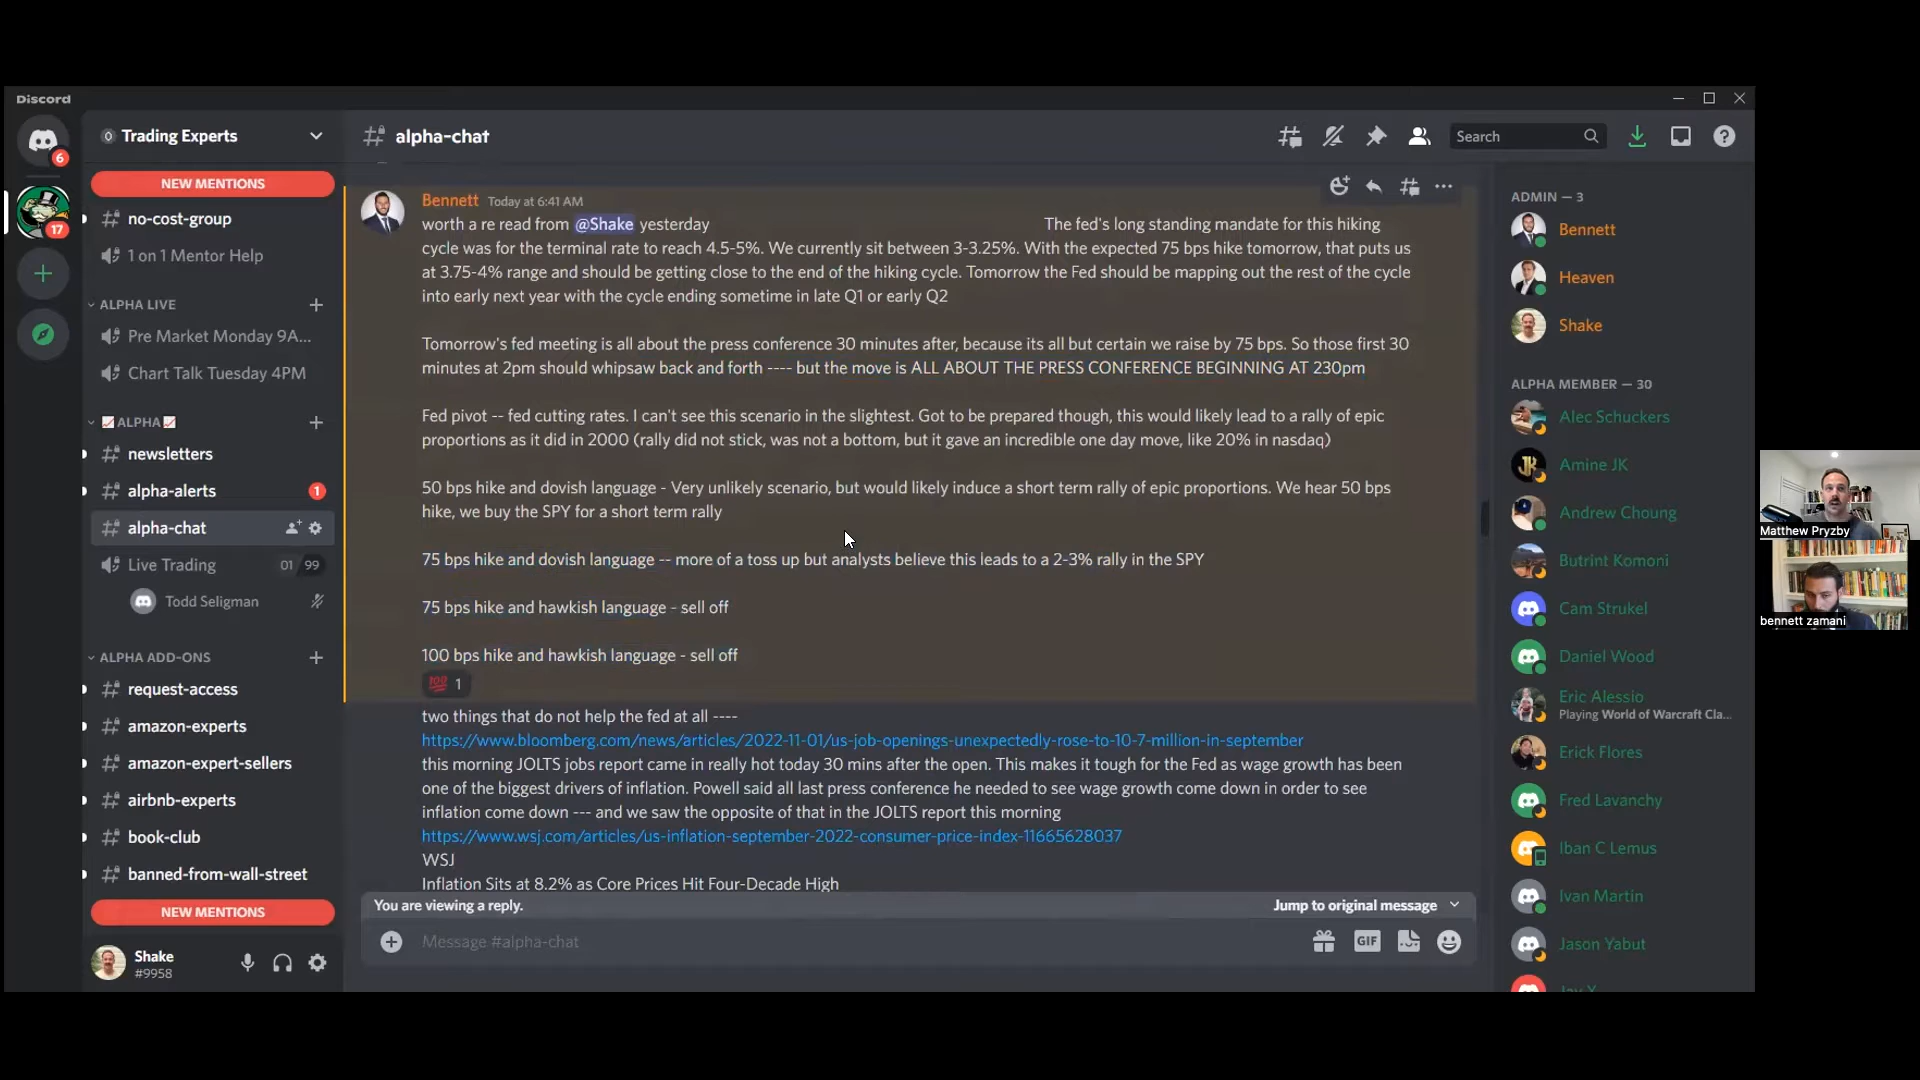 Discord
6
17
Trading Experts
NEW MENTIONS
no-cost-group
1 on 1 Mentor Help
ALPHA LIVE
Pre Market Monday 9A...
Chart Talk Tuesday 4PM
ALPHA
newsletters
alpha-alerts 1
alpha-chat
Live Trading 01 99
Todd Seligman
ALPHA ADD-ONS
request-access
amazon-experts
amazon-expert-sellers
airbnb-experts
book-club
banned-from-wall-street
NEW MENTIONS
Shake
#9958
alpha-chat
Search
Bennett Today at 6:41 AM
worth a re read from @Shake yesterday The fed's long standing mandate for this hiking
cycle was for the terminal rate to reach 4.5-5%. We currently sit between 3-3.25%. With the expected 75 bps hike tomorrow, that puts us
at 3.75-4% range and should be getting close to the end of the hiking cycle. Tomorrow the Fed should be mapping out the rest of the cycle
into early next year with the cycle ending sometime in late Q1 or early Q2
Tomorrow's fed meeting is all about the press conference 30 minutes after, because its all but certain we raise by 75 bps. So those first 30
minutes at 2pm should whipsaw back and forth ---- but the move is ALL ABOUT THE PRESS CONFERENCE BEGINNING AT 230pm
Fed pivot -- fed cutting rates. I can't see this scenario in the slightest. Got to be prepared though, this would likely lead to a rally of epic
proportions as it did in 2000 (rally did not stick, was not a bottom, but it gave an incredible one day move, like 20% in nasdaq)
50 bps hike and dovish language - Very unlikely scenario, but would likely induce a short term rally of epic proportions. We hear 50 bps
hike, we buy the SPY for a short term rally
75 bps hike and dovish language -- more of a toss up but analysts believe this leads to a 2-3% rally in the SPY
75 bps hike and hawkish language - sell off
100 bps hike and hawkish language - sell off
100 1
two things that do not help the fed at all ----
https://www.bloomberg.com/news/articles/2022-11-01/us-job-openings-unexpectedly-rose-to-10-7-million-in-september
this morning JOLTS jobs report came in really hot today 30 mins after the open. This makes it tough for the Fed as wage growth has been
one of the biggest drivers of inflation. Powell said all last press conference he needed to see wage growth come down in order to see
inflation come down --- and we saw the opposite of that in the JOLTS report this morning
https://www.wsj.com/articles/us-inflation-september-2022-consumer-price-index-11665628037
WSJ
Inflation Sits at 8.2% as Core Prices Hit Four-Decade High
You are viewing a reply. Jump to original message
Message #alpha-chat
GIF
ADMIN — 3
Bennett
Heaven
Shake
ALPHA MEMBER — 30
Alec Schuckers
JK
Amine JK
Andrew Choung
Butrint Komoni
Cam Strukel
Daniel Wood
Eric Alessio
Playing World of Warcraft Cla...
Erick Flores
Fred Lavanchy
Iban C Lemus
Ivan Martin
Jason Yabut
Matthew Pryzby
bennett zamani